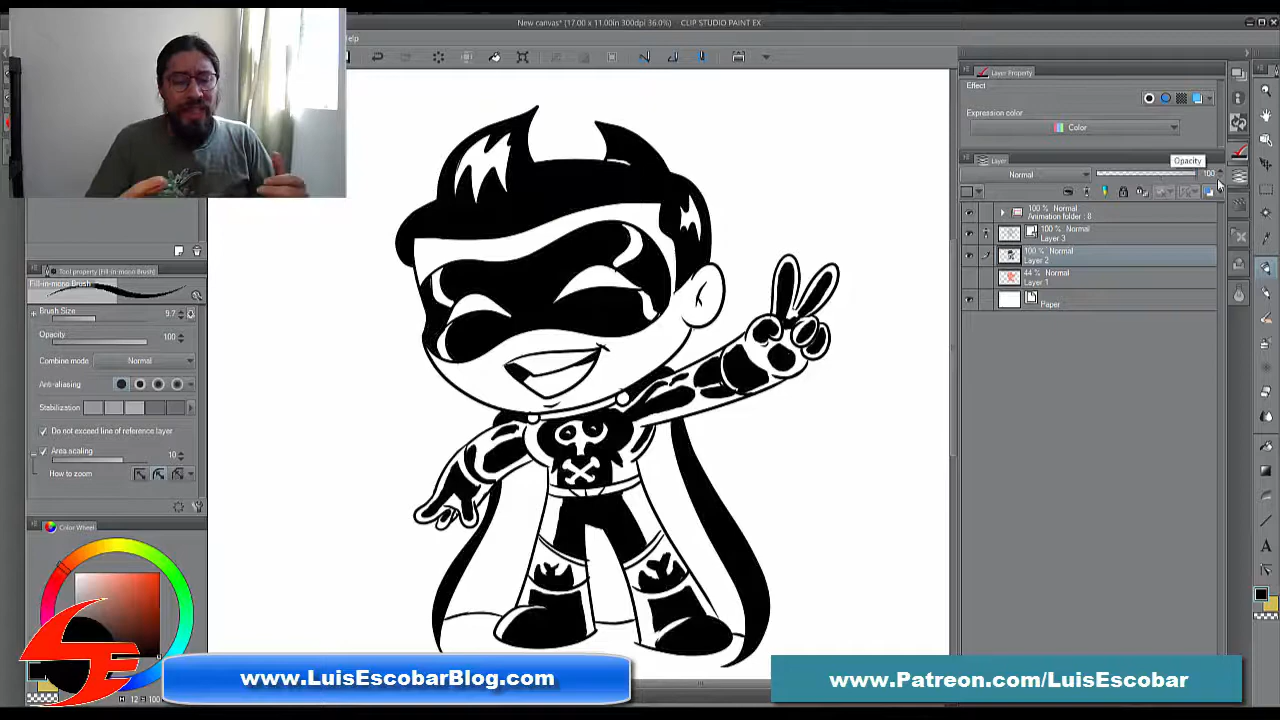 New canvas* (17.00 x 11.00in 300dpi 36.0%)   CLIP STUDIO PAINT EX
Help
Layer Property
Effect
Expression color
Color
Layer
Opacity
Normal
100
100 % Normal
Animation folder : 8
100 % Normal
Layer 3
100 % Normal
Layer 2
44 % Normal
Layer 1
Paper
Tool property [Fill-in-mono Brush]
Fill-in-mono Brush
Brush Size 9.7
Opacity 100
Combine mode Normal
Anti-aliasing
Stabilization
Do not exceed line of reference layer
Area scaling 10
How to zoom
Color Wheel
H 12 S 100
www.LuisEscobarBlog.com
www.Patreon.com/LuisEscobar